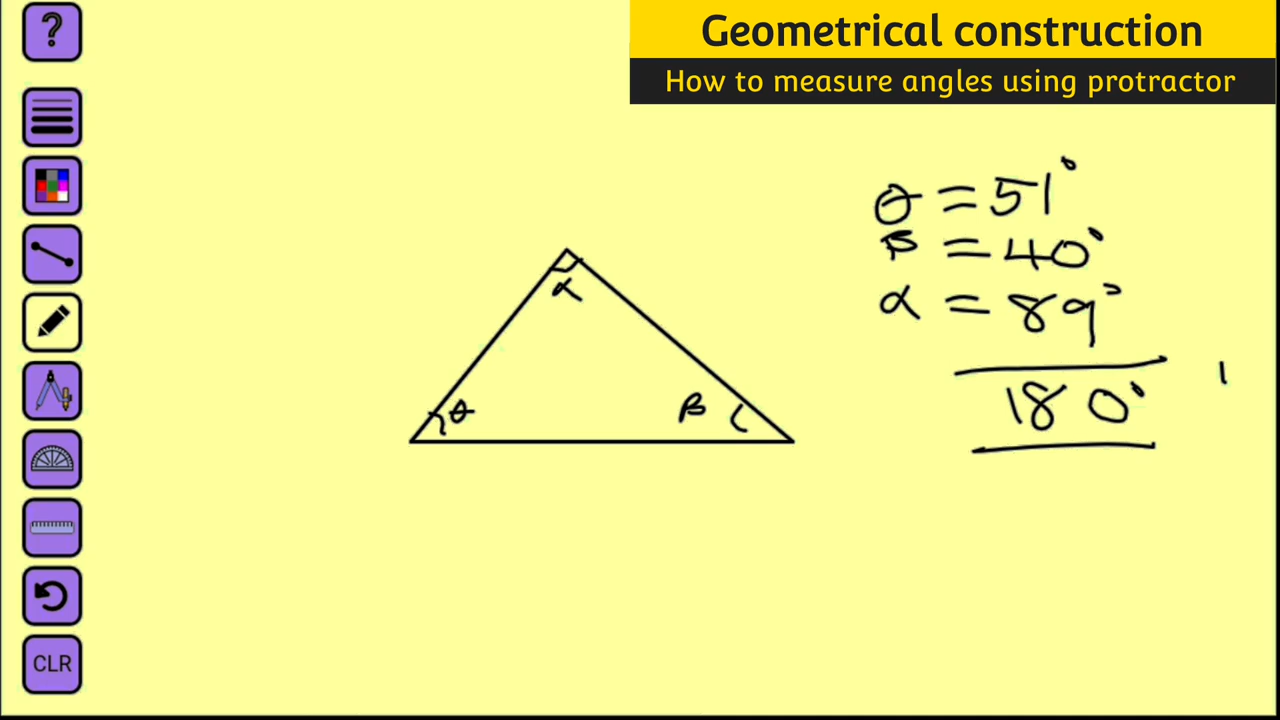 ?
Geometrical construction
How to measure angles using protractor
θ = 51°
β = 40°
α = 89°
180°
α
θ
β
CLR